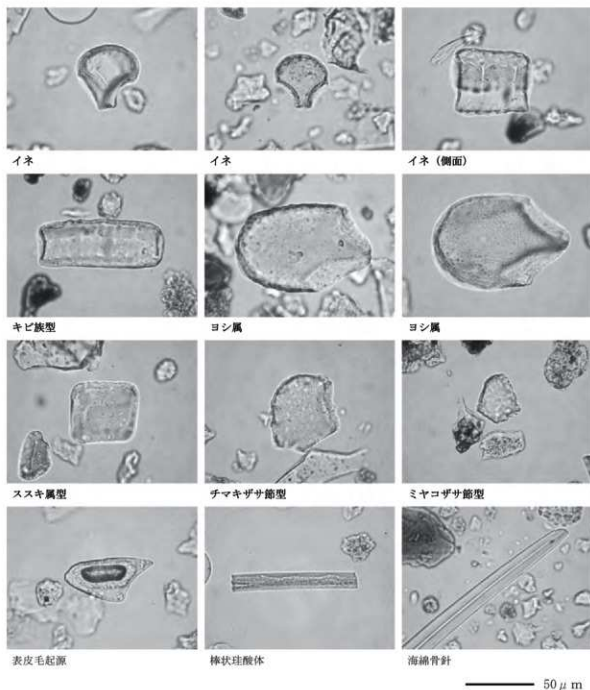 イネ
イネ
イネ（側面）
キビ族型
ヨシ属
ヨシ属
ススキ属型
チマキザサ節型
ミヤコザサ節型
表皮毛起源
棒状珪酸体
海綿骨針
50μm